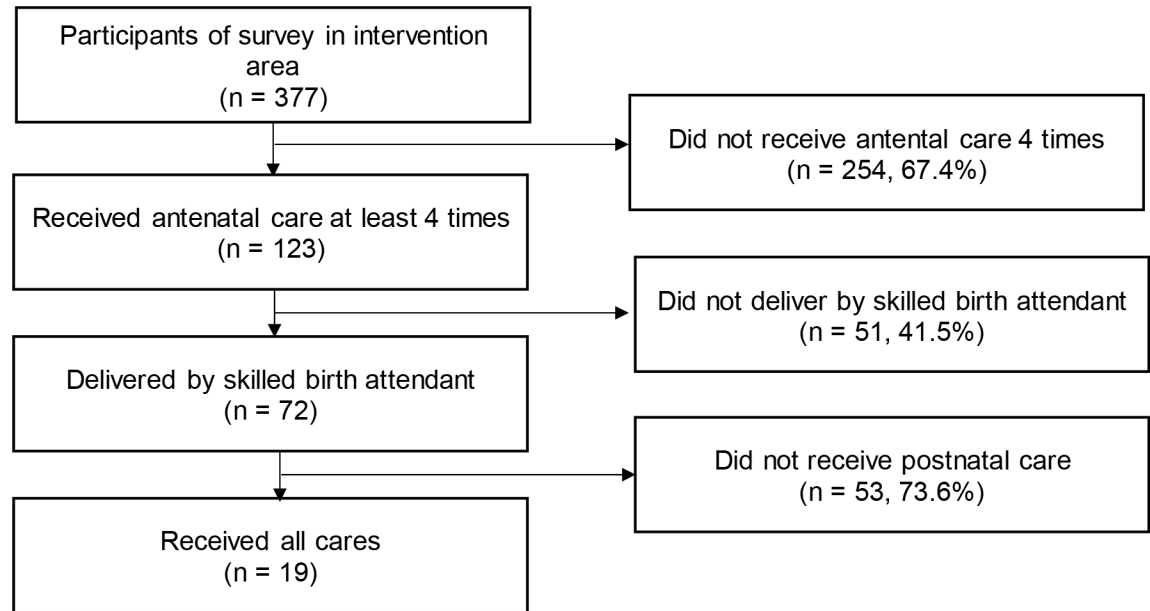 Participants of survey in intervention
area
(n = 377)
Did not receive antental care 4 times
(n = 254, 67.4%)
Received antenatal care at least 4 times
(n = 123)
Did not deliver by skilled birth attendant
(n = 51, 41.5%)
Delivered by skilled birth attendant
(n = 72)
Did not receive postnatal care
(n = 53, 73.6%)
Received all cares
(n = 19)